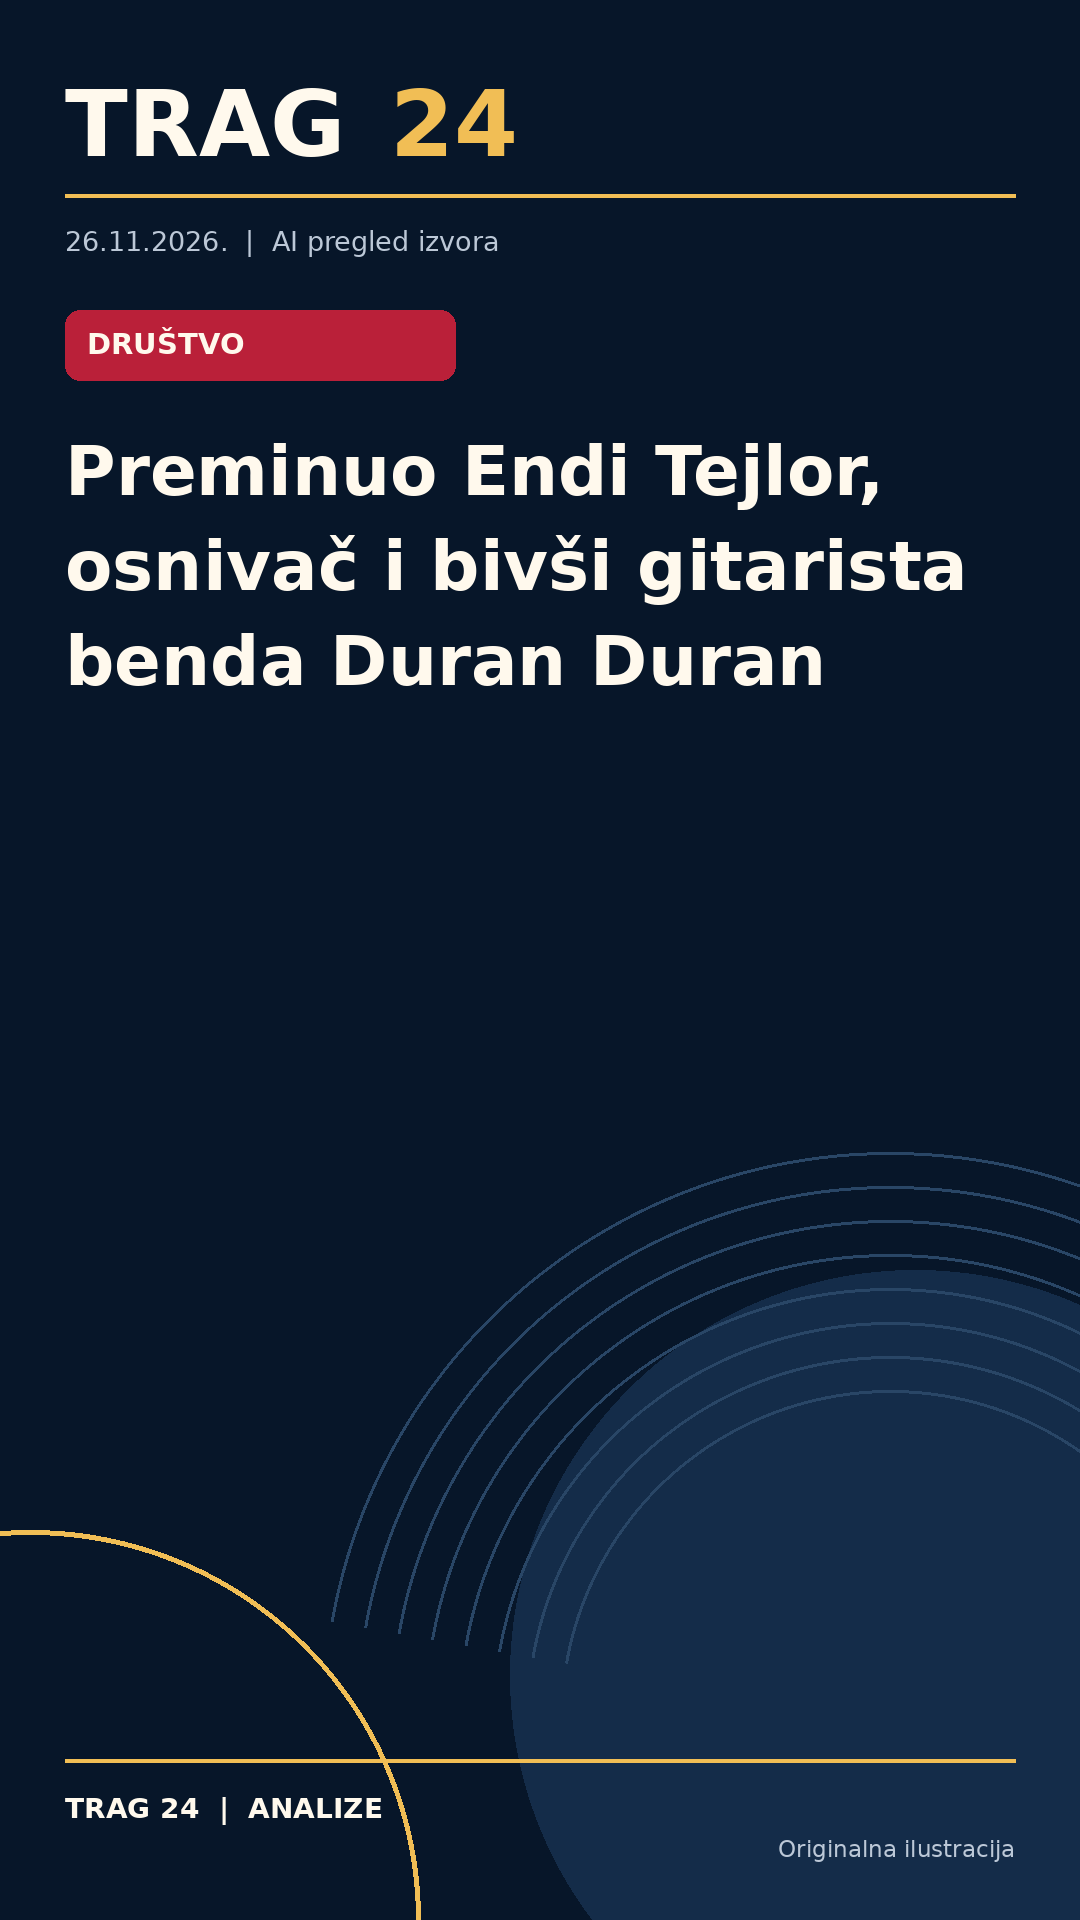 TRAG 24
26.11.2026. | AI pregled izvora
DRUŠTVO
Preminuo Endi Tejlor,
osnivač i bivši gitarista
benda Duran Duran
TRAG 24 | ANALIZE
Originalna ilustracija